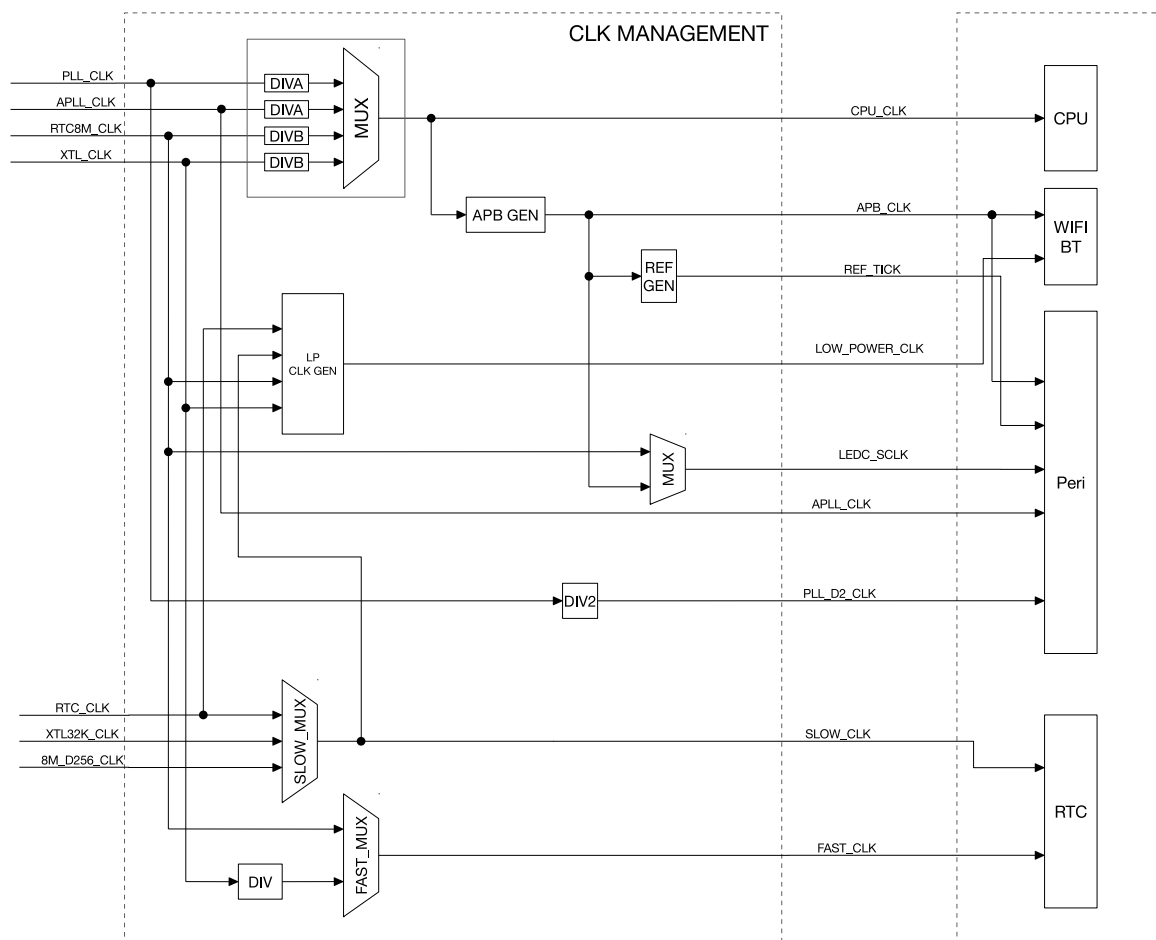 CLK MANAGEMENT
PLL_CLK
APLL_CLK
RTC8M_CLK
XTL_CLK
DIVA
DIVA
DIVB
DIVB
MUX
CPU_CLK
CPU
APB GEN
APB_CLK
WIFI
BT
REF
GEN
REF_TICK
LP
CLK GEN
LOW_POWER_CLK
MUX
LEDC_SCLK
Peri
APLL_CLK
DIV2
PLL_D2_CLK
RTC_CLK
XTL32K_CLK
8M_D256_CLK
SLOW_MUX
SLOW_CLK
RTC
DIV
FAST_MUX
FAST_CLK